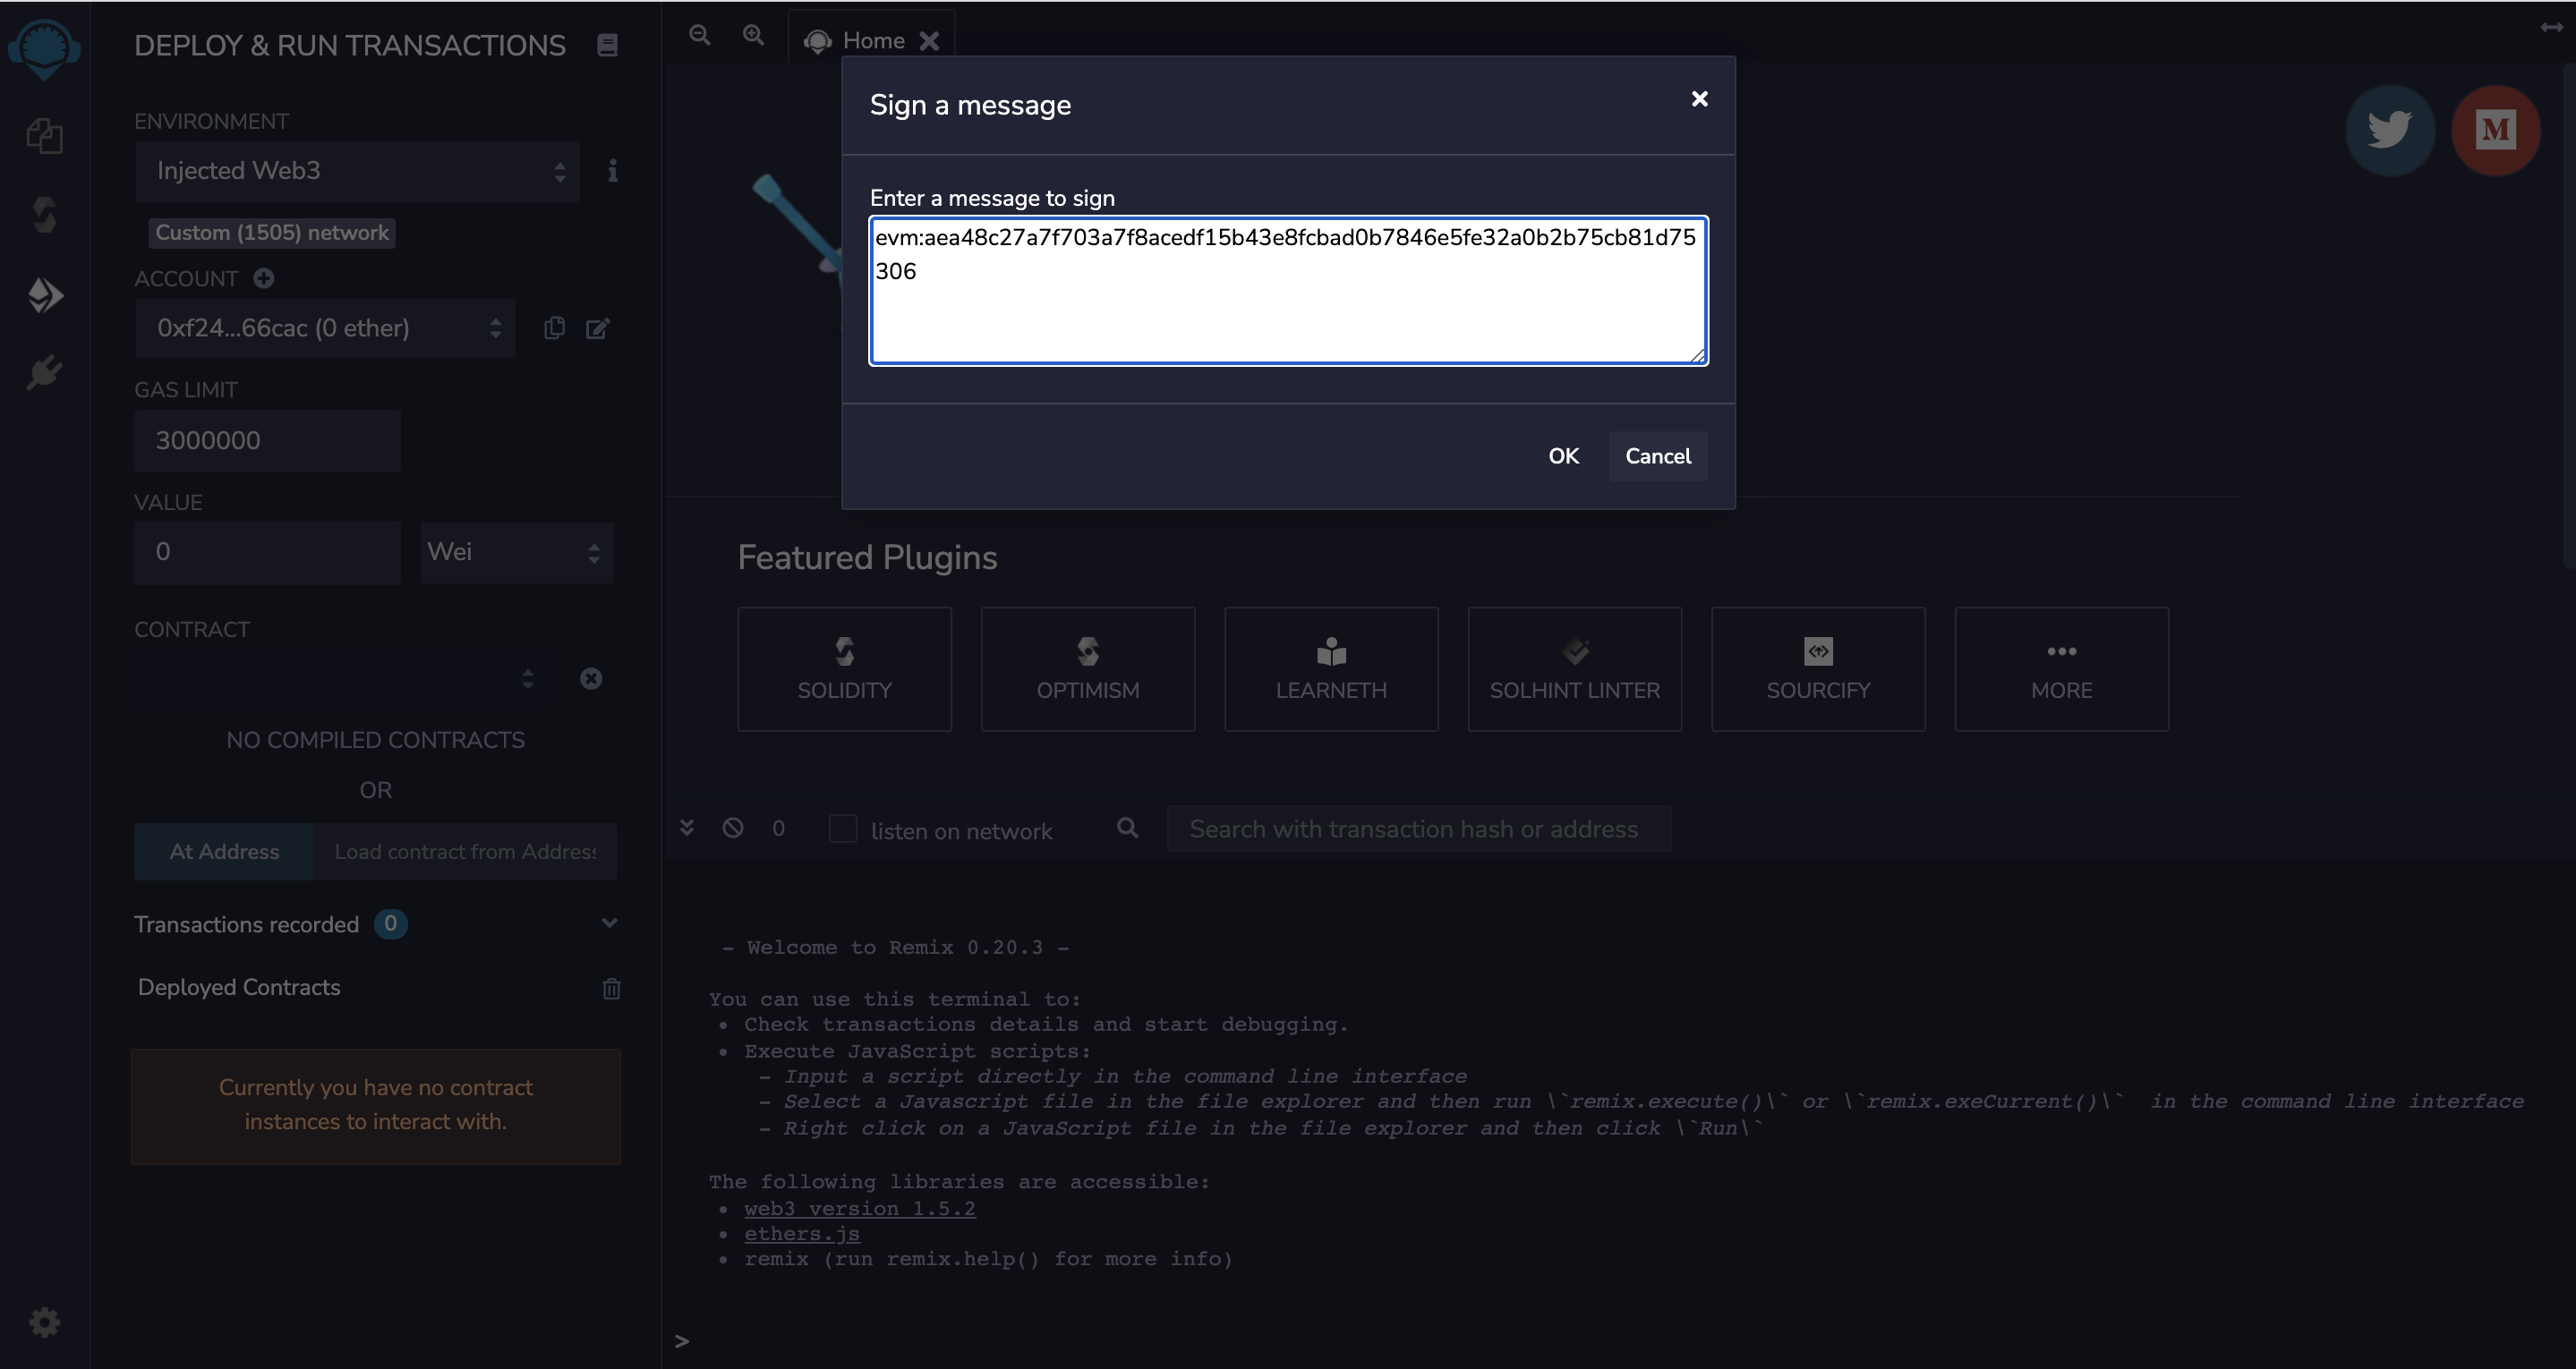 DEPLOY & RUN TRANSACTIONS
ENVIRONMENT
Injected Web3
Custom (1505) network
ACCOUNT
0xf24...66cac (0 ether)
GAS LIMIT
3000000
VALUE
0
Wei
CONTRACT
NO COMPILED CONTRACTS
OR
At Address
Load contract from Address
Transactions recorded 0
Deployed Contracts
Currently you have no contract
instances to interact with.
Home
Sign a message
Enter a message to sign
evm:aea48c27a7f703a7f8acedf15b43e8fcbad0b7846e5fe32a0b2b75cb81d75
306
OK
Cancel
M
Featured Plugins
SOLIDITY
OPTIMISM
LEARNETH
SOLHINT LINTER
SOURCIFY
MORE
0
listen on network
Search with transaction hash or address
- Welcome to Remix 0.20.3 -
You can use this terminal to:
• Check transactions details and start debugging.
• Execute JavaScript scripts:
- Input a script directly in the command line interface
- Select a Javascript file in the file explorer and then run \`remix.execute()\` or \`remix.exeCurrent()\` in the command line interface
- Right click on a JavaScript file in the file explorer and then click \`Run\`
The following libraries are accessible:
• web3 version 1.5.2
• ethers.js
• remix (run remix.help() for more info)
>